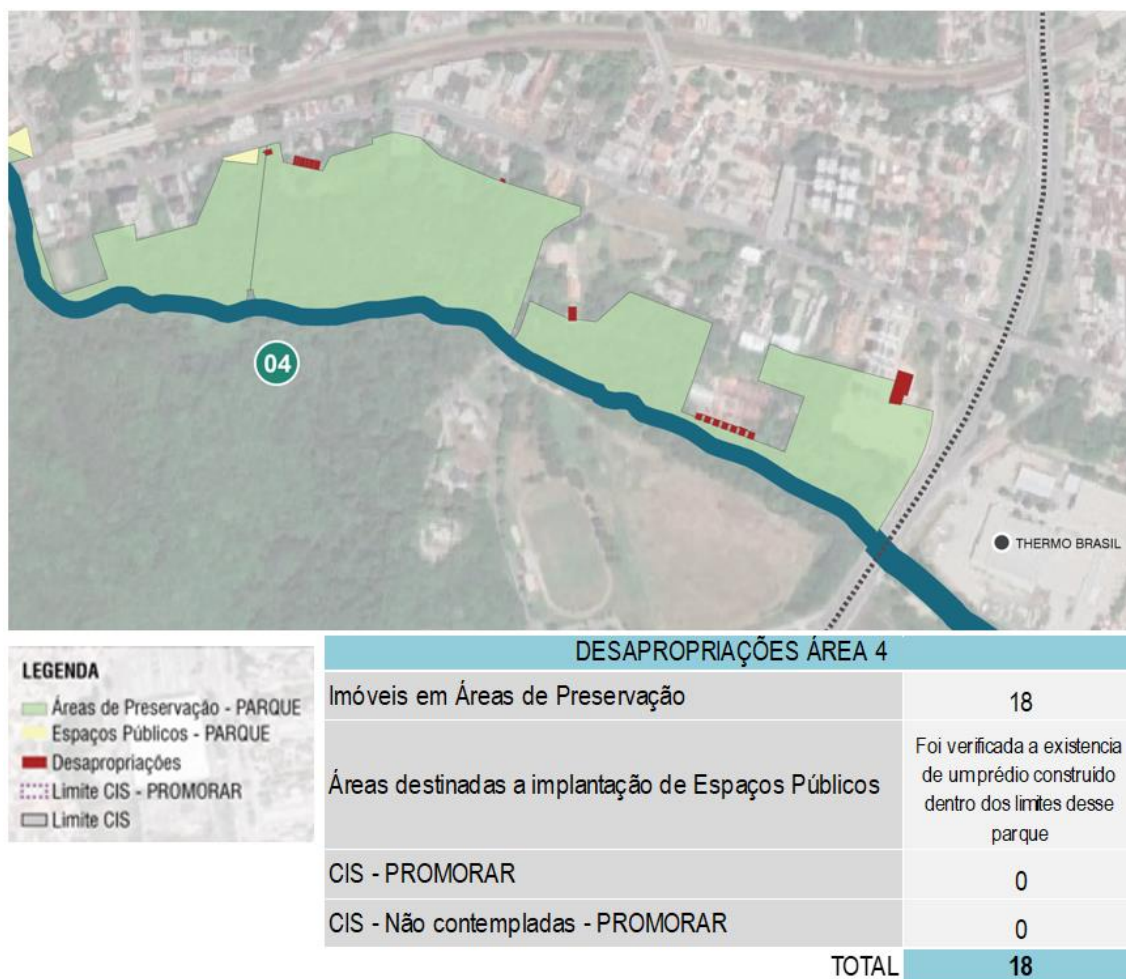 04
THERMO BRASIL
LEGENDA
Áreas de Preservação - PARQUE
Espaços Públicos - PARQUE
Desapropriações
Limite CIS - PROMORAR
Limite CIS
DESAPROPRIAÇÕES ÁREA 4
Imóveis em Áreas de Preservação 18
Áreas destinadas a implantação de Espaços Públicos
Foi verificada a existencia
de um prédio construido
dentro dos limites desse
parque
CIS - PROMORAR 0
CIS - Não contempladas - PROMORAR 0
TOTAL 18